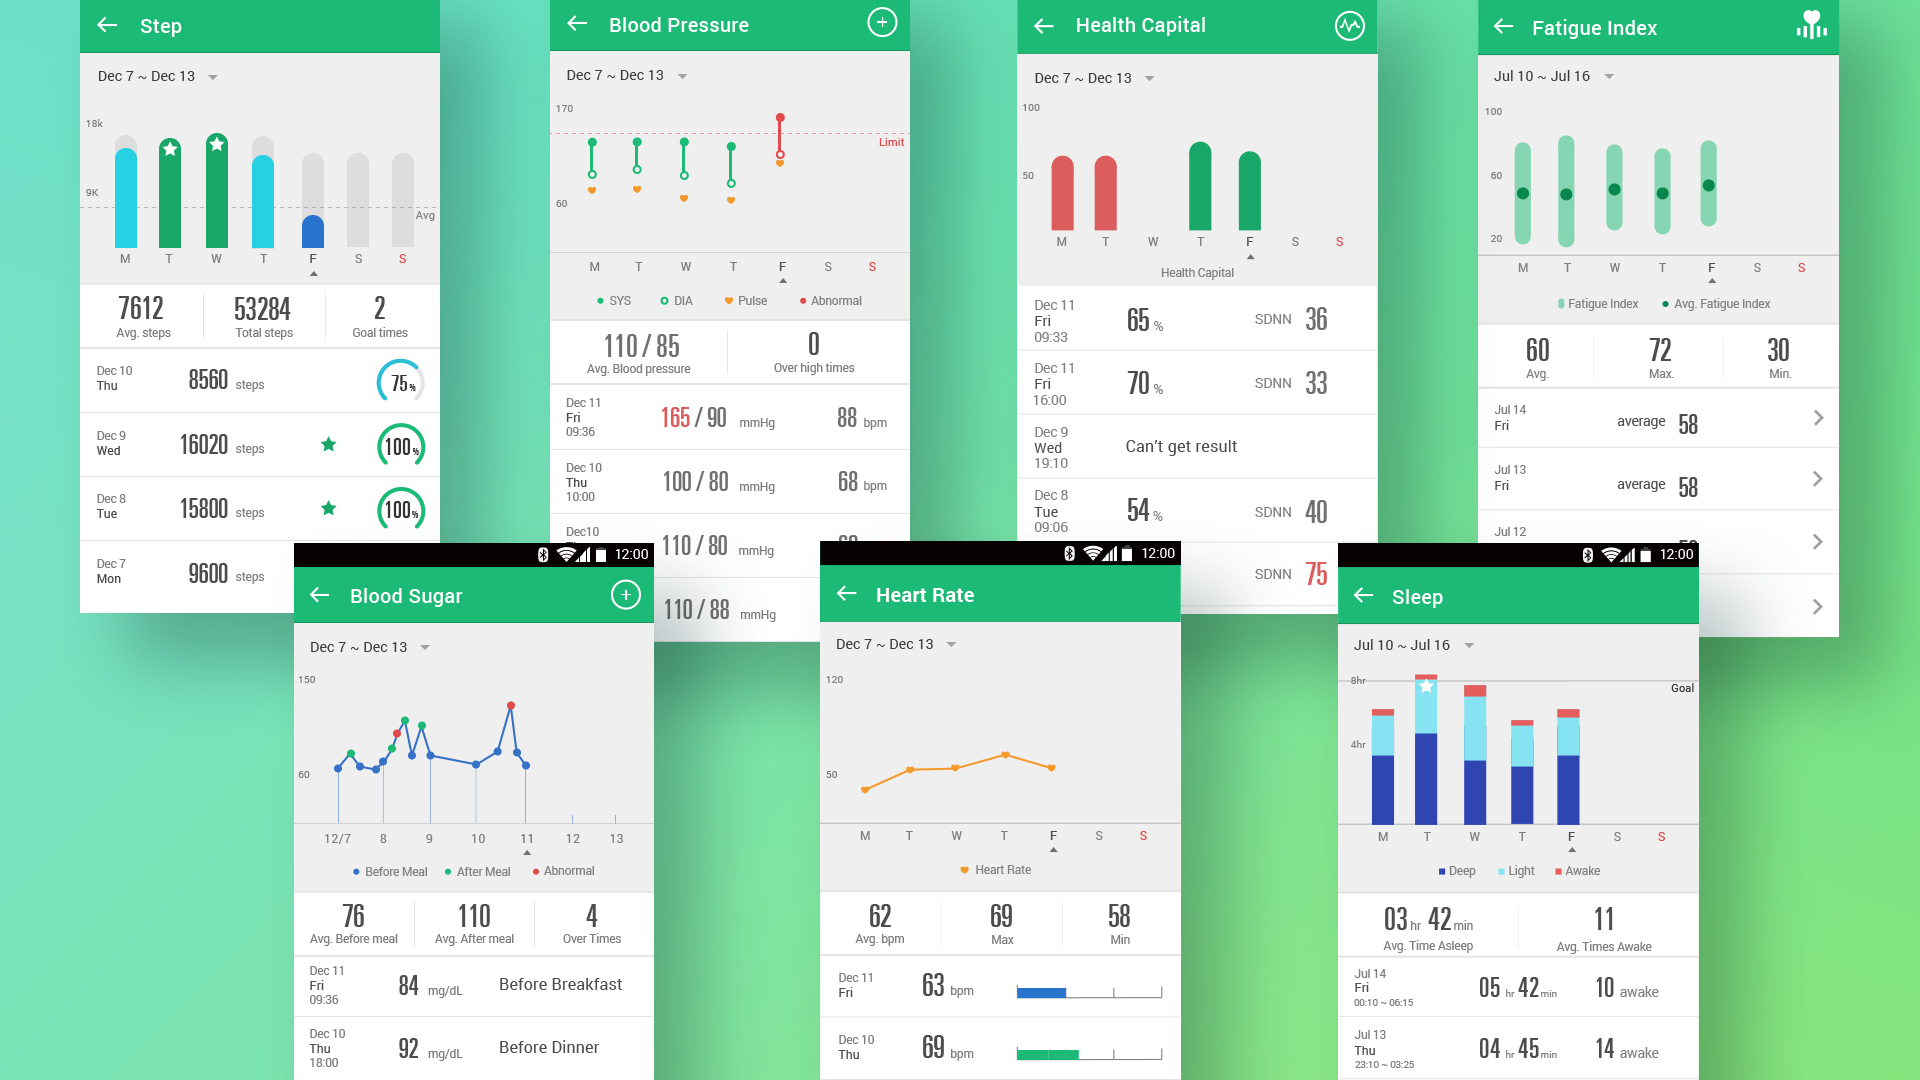 Step
Dec 7 ~ Dec 13
18k
9K
Avg
M T W T F S S
7612 53284 2
Avg. steps Total steps Goal times
Dec 10
Thu
8560 steps
75%
Dec 9
Wed
16020 steps
100%
Dec 8
Tue
15800 steps
100%
Dec 7
Mon
9600 steps
Blood Pressure
Dec 7 ~ Dec 13
170
Limit
60
M T W T F S S
SYS DIA Pulse Abnormal
110 / 85 0
Avg. Blood pressure Over high times
Dec 11
Fri
09:36
165 / 90 mmHg 88 bpm
Dec 10
Thu
10:00
100 / 80 mmHg 68 bpm
Dec10
110 / 80 mmHg
110 / 88 mmHg
Health Capital
Dec 7 ~ Dec 13
100
50
M T W T F S S
Health Capital
Dec 11
Fri
09:33
65 % SDNN 36
Dec 11
Fri
16:00
70 % SDNN 33
Dec 9
Wed
19:10
Can't get result
Dec 8
Tue
09:06
54 % SDNN 40
SDNN 75
Fatigue Index
Jul 10 ~ Jul 16
100
60
20
M T W T F S S
Fatigue Index Avg. Fatigue Index
60 72 30
Avg. Max. Min.
Jul 14
Fri
average 58
Jul 13
Fri
average 58
Jul 12
12:00
Blood Sugar
Dec 7 ~ Dec 13
150
60
12/7 8 9 10 11 12 13
Before Meal After Meal Abnormal
76 110 4
Avg. Before meal Avg. After meal Over Times
Dec 11
Fri
09:36
84 mg/dL Before Breakfast
Dec 10
Thu
18:00
92 mg/dL Before Dinner
12:00
Heart Rate
Dec 7 ~ Dec 13
120
50
M T W T F S S
Heart Rate
62 69 58
Avg. bpm Max Min
Dec 11
Fri
63 bpm
Dec 10
Thu
69 bpm
12:00
Sleep
Jul 10 ~ Jul 16
8hr
Goal
4hr
M T W T F S S
Deep Light Awake
03 hr 42 min 11
Avg. Time Asleep Avg. Times Awake
Jul 14
Fri
00:10 ~ 06:15
05 hr 42 min 10 awake
Jul 13
Thu
23:10 ~ 03:25
04 hr 45 min 14 awake